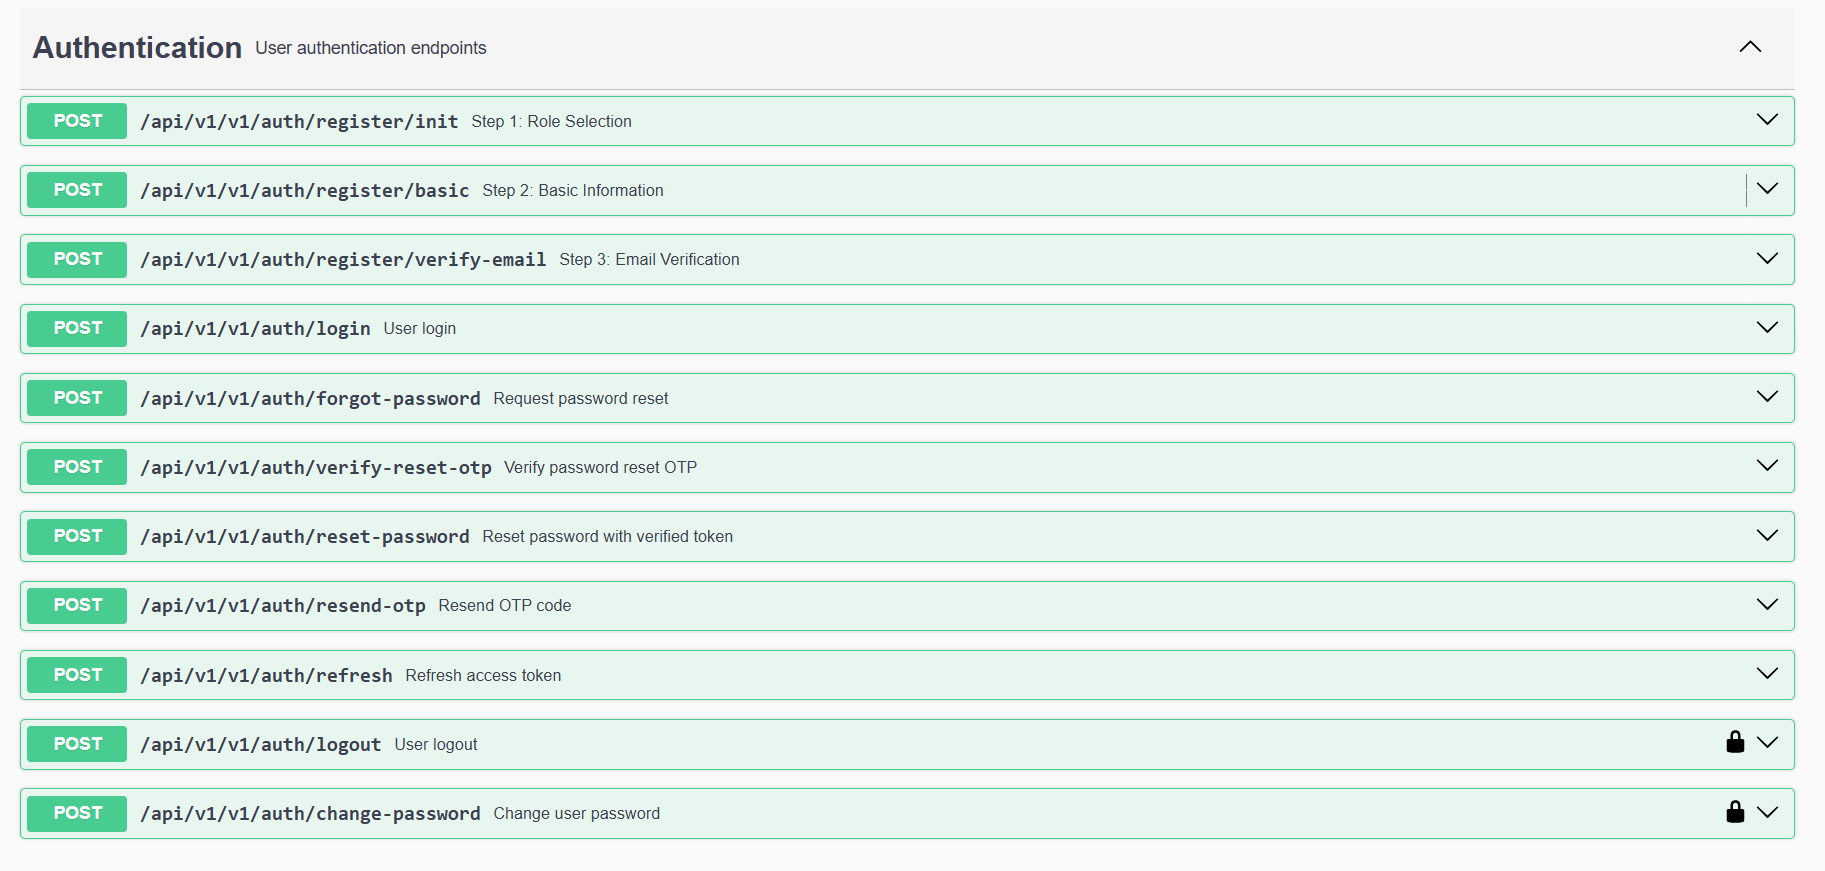 Authentication User authentication endpoints
POST /api/v1/v1/auth/register/init Step 1: Role Selection
POST /api/v1/v1/auth/register/basic Step 2: Basic Information
POST /api/v1/v1/auth/register/verify-email Step 3: Email Verification
POST /api/v1/v1/auth/login User login
POST /api/v1/v1/auth/forgot-password Request password reset
POST /api/v1/v1/auth/verify-reset-otp Verify password reset OTP
POST /api/v1/v1/auth/reset-password Reset password with verified token
POST /api/v1/v1/auth/resend-otp Resend OTP code
POST /api/v1/v1/auth/refresh Refresh access token
POST /api/v1/v1/auth/logout User logout
POST /api/v1/v1/auth/change-password Change user password